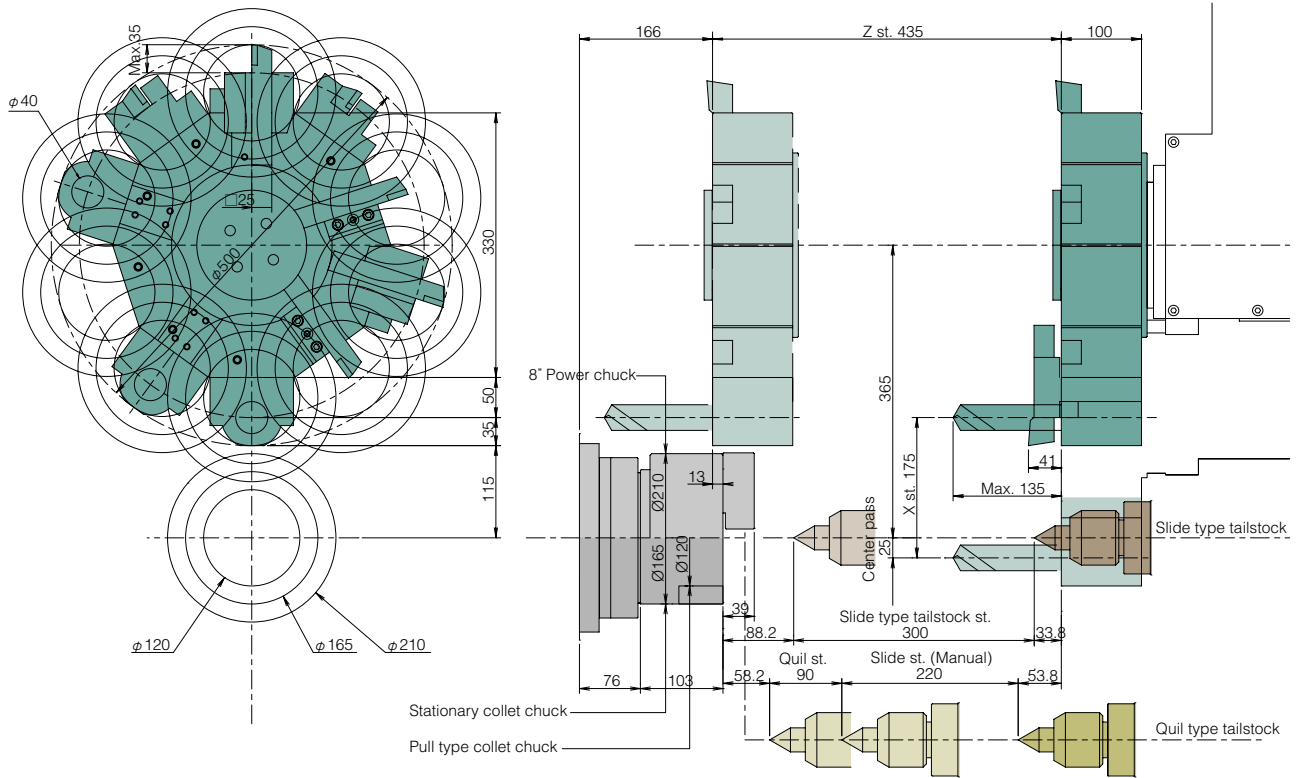 166
Z st. 435
100
Max.35
φ40
□25
φ500
330
50
35
115
8" Power chuck
365
X st. 175
41
Max. 135
13
Ø210
Ø165
Ø120
Center pass
25
Slide type tailstock
39
Slide type tailstock st.
88.2
300
33.8
φ120
φ165
φ210
Quil st.
Slide st. (Manual)
76
103
58.2
90
220
53.8
Stationary collet chuck
Pull type collet chuck
Quil type tailstock